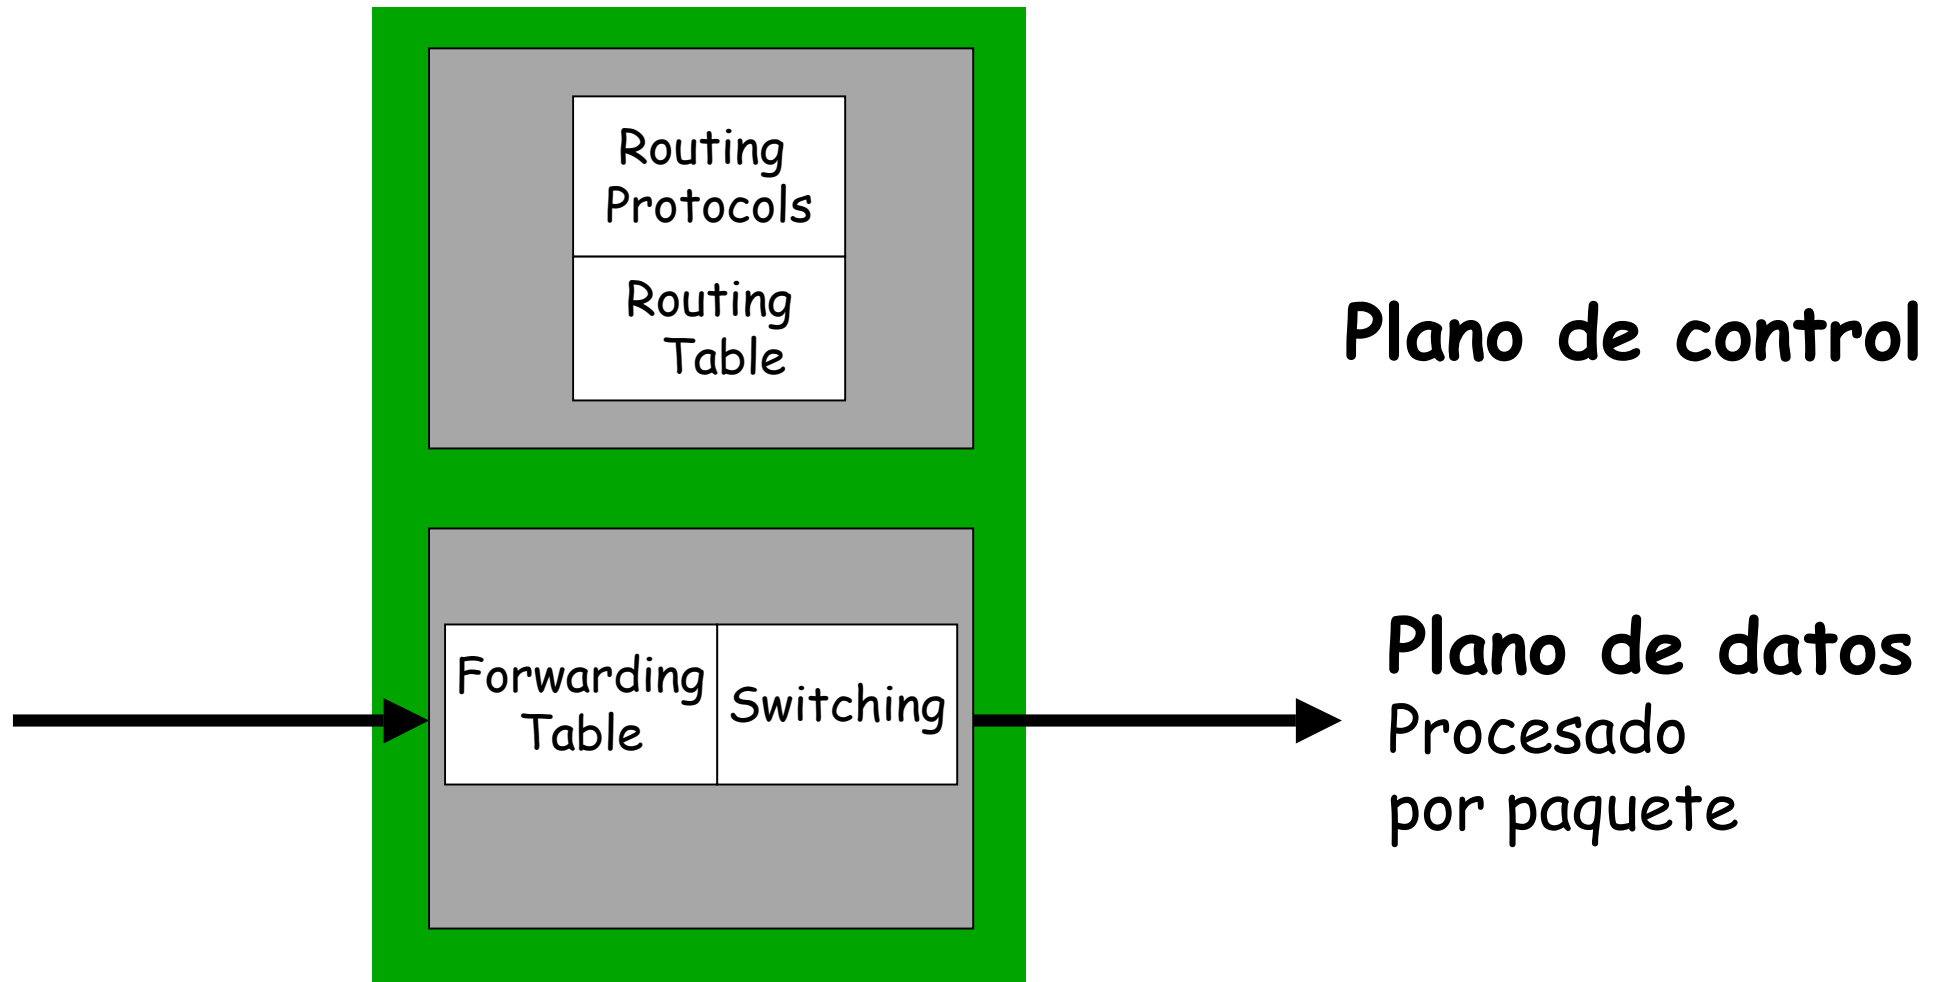 Routing
Protocols
Routing
Table
Plano de control
Forwarding
Table
Switching
Plano de datos
Procesado
por paquete